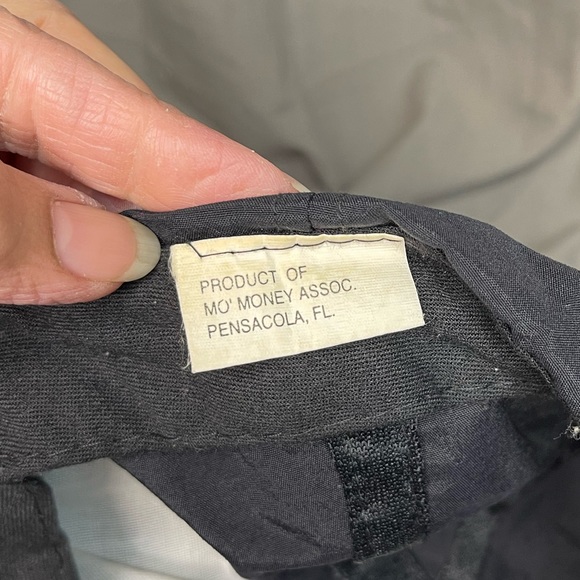 PRODUCT OF
MO' MONEY ASSOC.
PENSACOLA, FL.